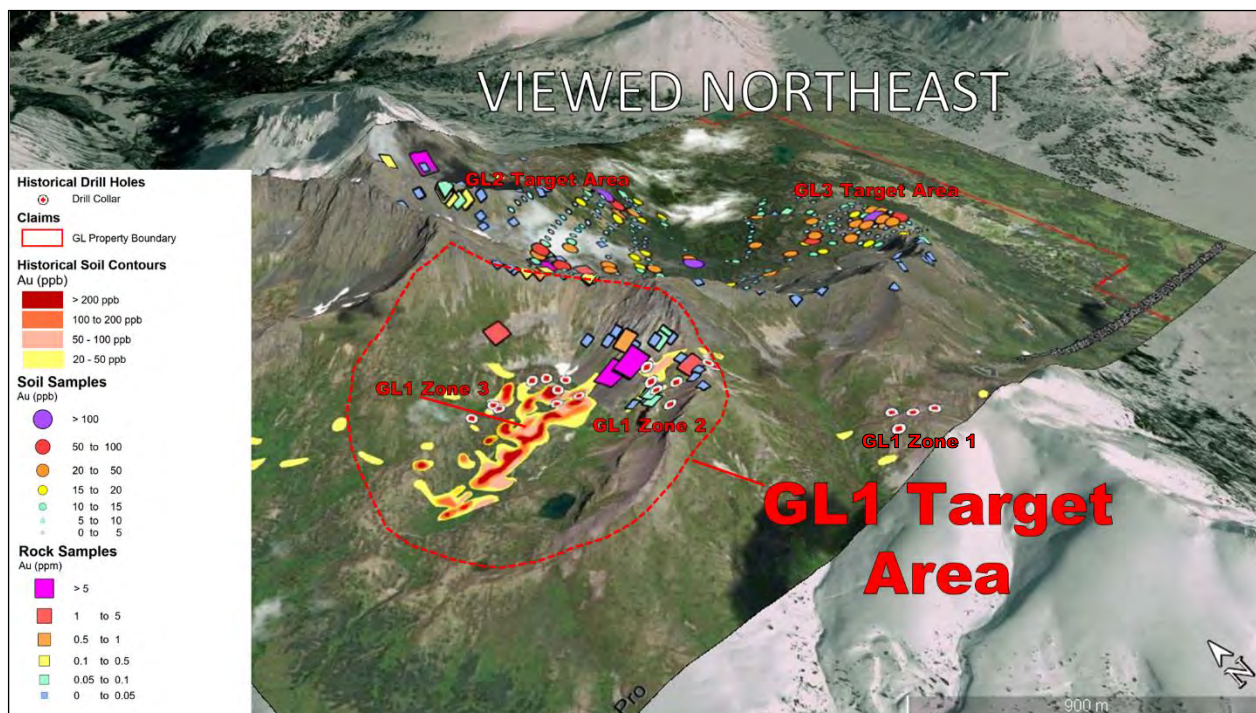 VIEWED NORTHEAST
GL2 Target Area
GL3 Target Area
Historical Drill Holes
Drill Collar
Claims
GL Property Boundary
Historical Soil Contours
Au (ppb)
> 200 ppb
100 to 200 ppb
50 - 100 ppb
20 - 50 ppb
Soil Samples
Au (ppb)
> 100
50 to 100
20 to 50
15 to 20
10 to 15
5 to 10
0 to 5
Rock Samples
Au (ppm)
> 5
1 to 5
0.5 to 1
0.1 to 0.5
0.05 to 0.1
0 to 0.05
GL1 Zone 3
GL1 Zone 2
GL1 Zone 1
GL1 Target
Area
Pro
N
900 m